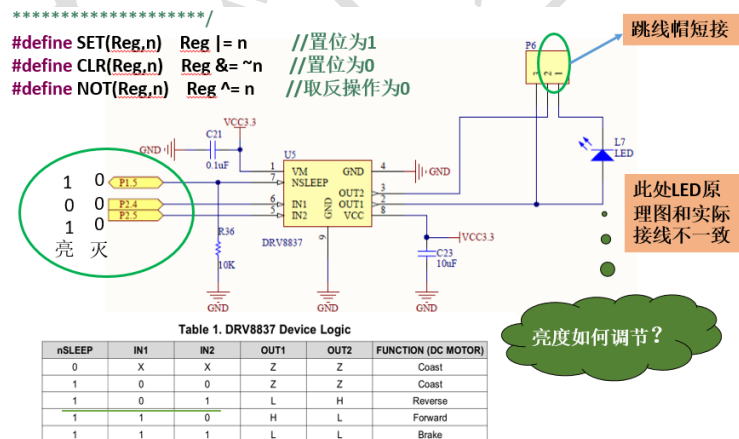 ********************/
#define SET(Reg,n) Reg |= n //置位为1
#define CLR(Reg,n) Reg &= ~n //置位为0
#define NOT(Reg,n) Reg ^= n //取反操作为0
跳线帽短接
P6
3 2 1
VCC3.3
C21
GND
0.1uF
U5
1 VM GND 4 GND
7 NSLEEP
OUT2 3
6 IN1 OUT1 2
5 IN2 VCC 8
GND
9
DRV8837
1 0 P1.5
0 0 P2.4
1 0 P2.5
亮 灭
R36
10K
VCC3.3
C23
10uF
GND
GND
GND
L7
LED
此处LED原
理图和实际
接线不一致
亮度如何调节？
Table 1. DRV8837 Device Logic
nSLEEP IN1 IN2 OUT1 OUT2 FUNCTION (DC MOTOR)
0 X X Z Z Coast
1 0 0 Z Z Coast
1 0 1 L H Reverse
1 1 0 H L Forward
1 1 1 L L Brake